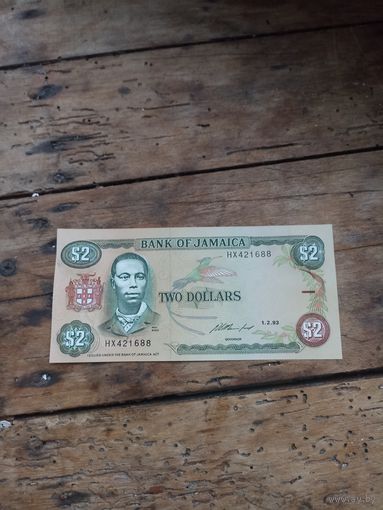 BANK OF JAMAICA
$2
$2
HX421688
TWO DOLLARS
1.2.93
GOVERNOR
$2
$2
HX421688
ISSUED UNDER THE BANK OF JAMAICA ACT